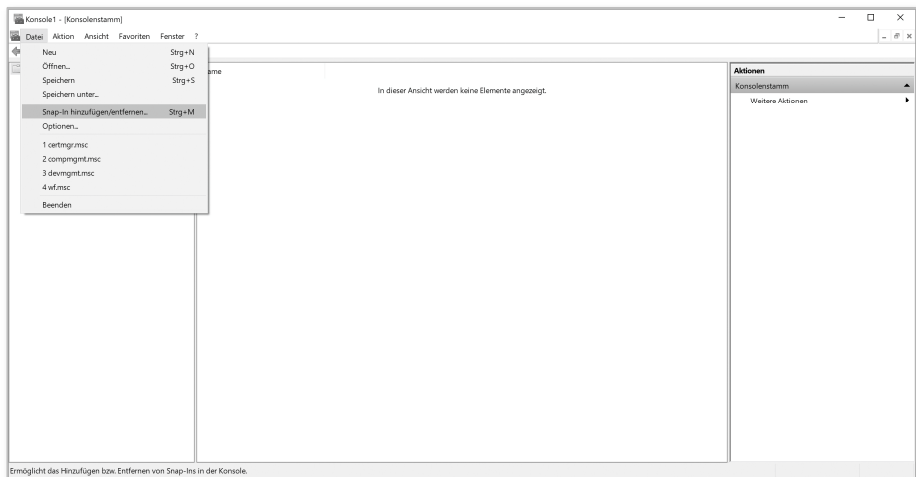 Konsole1 - [Konsolenstamm]
Datei Aktion Ansicht Favoriten Fenster ?
Neu Strg+N
Öffnen... Strg+O
Speichern Strg+S
Speichern unter...
Snap-In hinzufügen/entfernen... Strg+M
Optionen...
1 certmgr.msc
2 compmgmt.msc
3 devmgmt.msc
4 wf.msc
Beenden
ame
In dieser Ansicht werden keine Elemente angezeigt.
Aktionen
Konsolenstamm
Weitere Aktionen
Ermöglicht das Hinzufügen bzw. Entfernen von Snap-Ins in der Konsole.